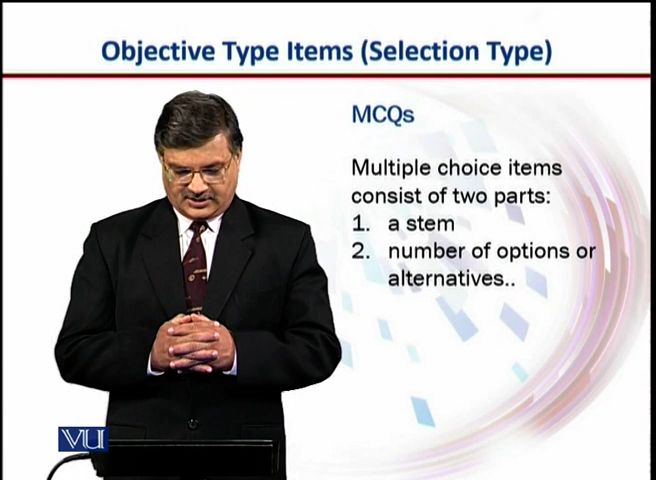 Objective Type Items (Selection Type)
MCQs
Multiple choice items
consist of two parts:
1. a stem
2. number of options or
alternatives..
VU